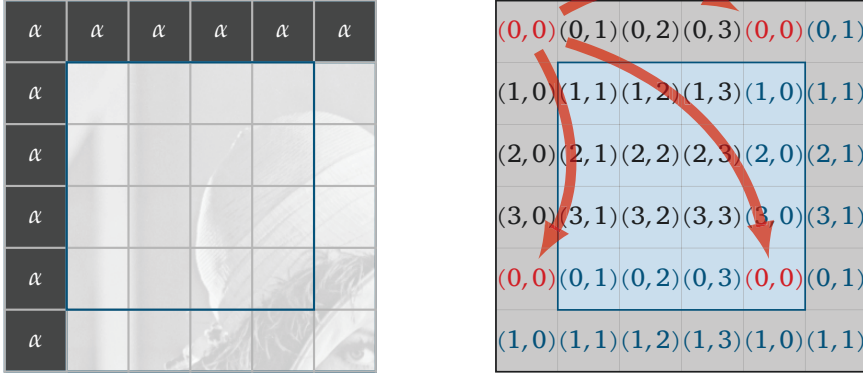 α α α α α α
α
α
α
α
α
(0, 0) (0, 1) (0, 2) (0, 3) (0, 0) (0, 1)
(1, 0) (1, 1) (1, 2) (1, 3) (1, 0) (1, 1)
(2, 0) (2, 1) (2, 2) (2, 3) (2, 0) (2, 1)
(3, 0) (3, 1) (3, 2) (3, 3) (3, 0) (3, 1)
(0, 0) (0, 1) (0, 2) (0, 3) (0, 0) (0, 1)
(1, 0) (1, 1) (1, 2) (1, 3) (1, 0) (1, 1)